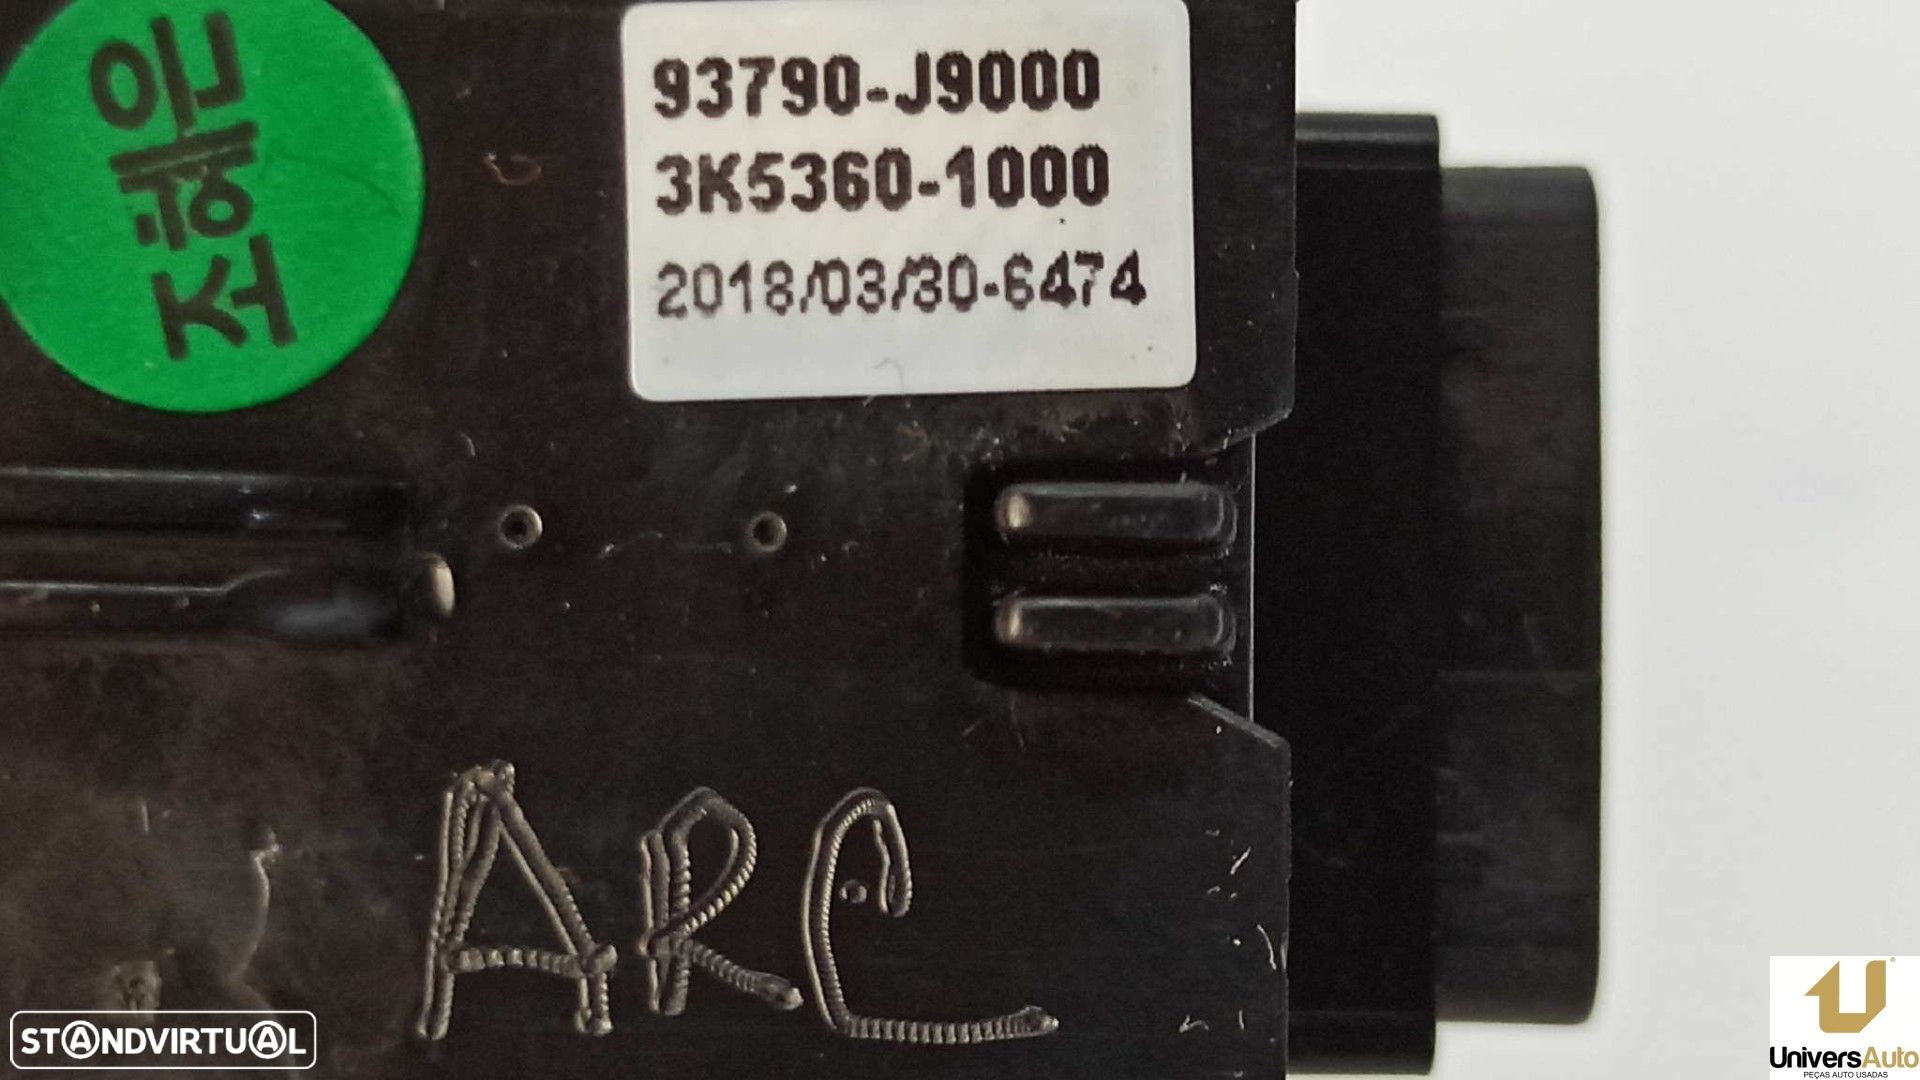 93790-J9000
3K5360-1000
2018/03/30-6474
ARC
STANDVIRTUAL
UniversAuto
PEÇAS AUTO USADAS